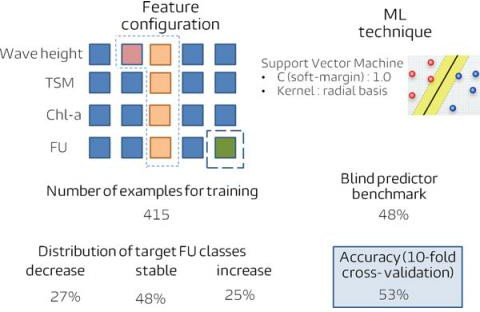 Feature
configuration
ML
technique
Wave height
TSM
Chl-a
FU
Support Vector Machine
• C (soft-margin) : 1.0
• Kernel : radial basis
Number of examples for training
415
Blind predictor
benchmark
48%
Distribution of target FU classes
decrease stable increase
27% 48% 25%
Accuracy (10-fold
cross-validation)
53%